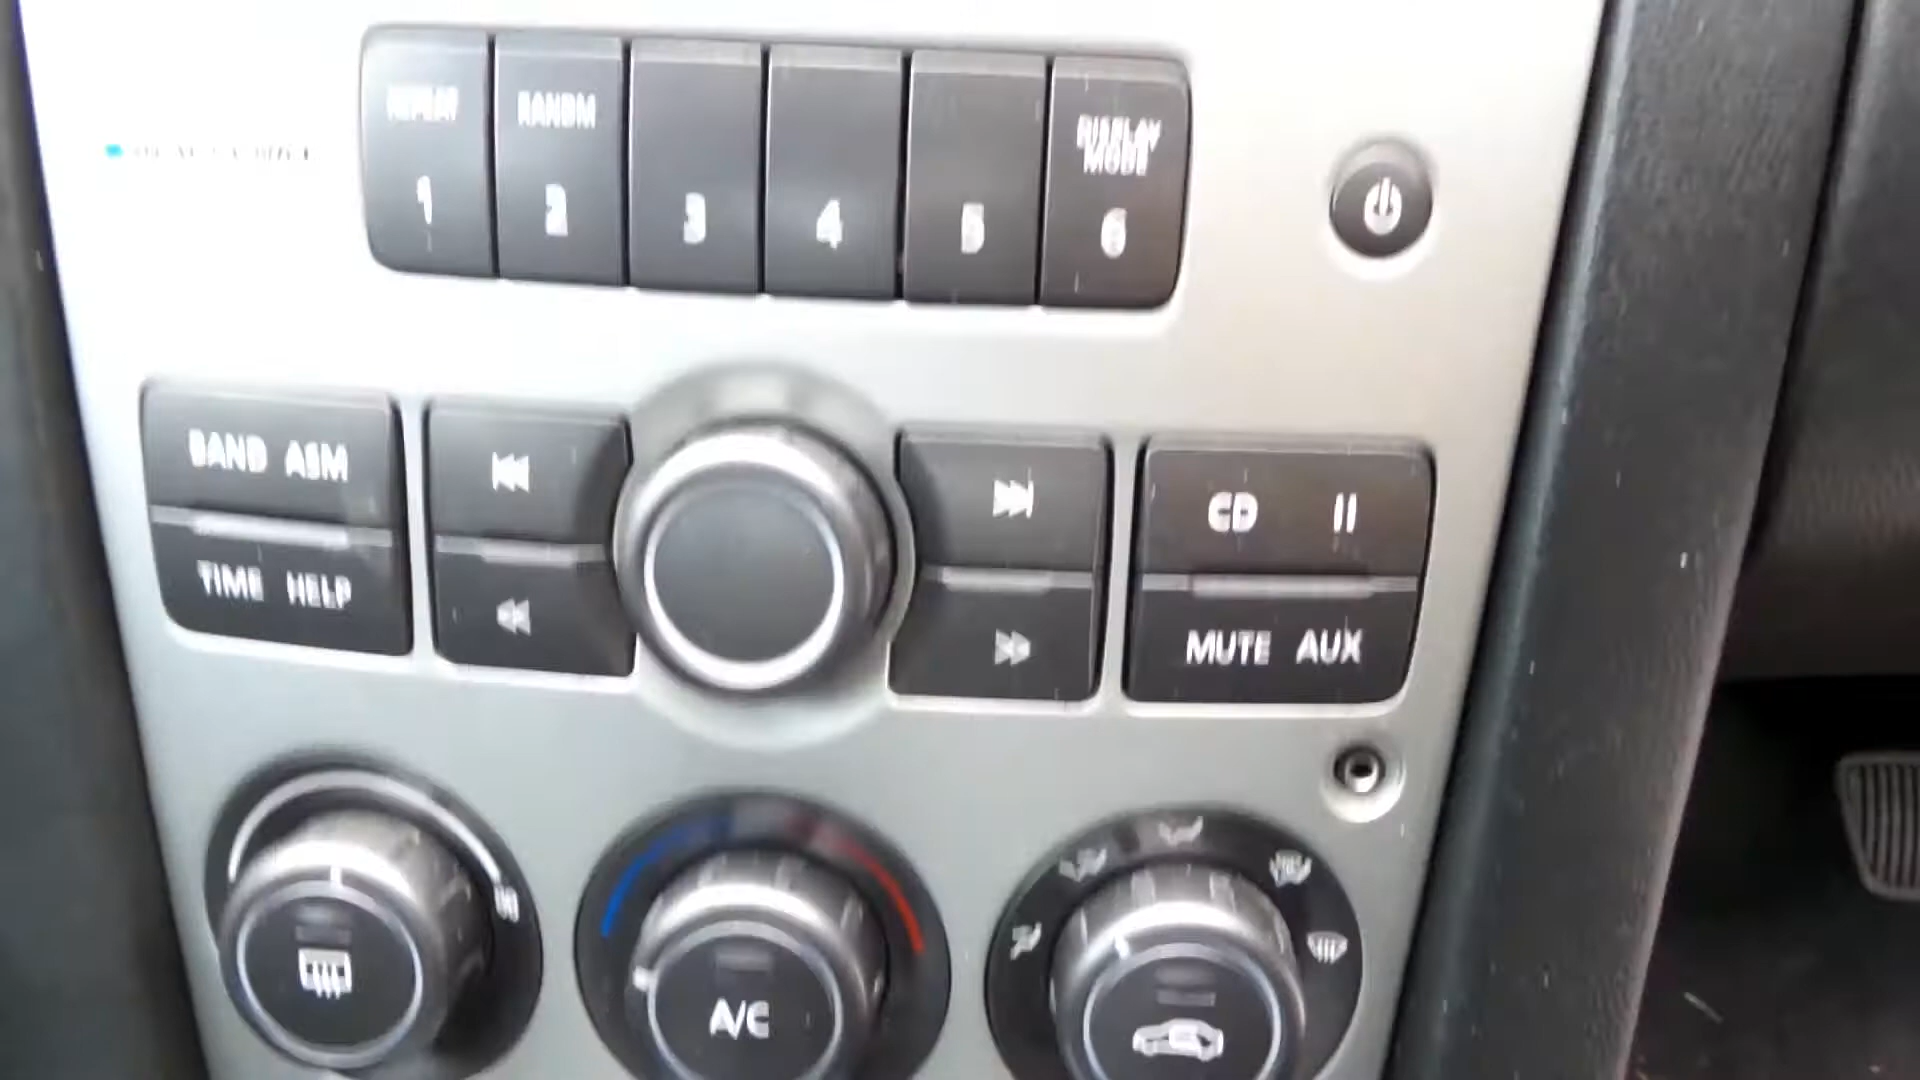 REPEAT RANDM DISPLAY
MODE
1 2 3 4 5 6
BAND ASM CD
TIME HELP MUTE AUX
A/C